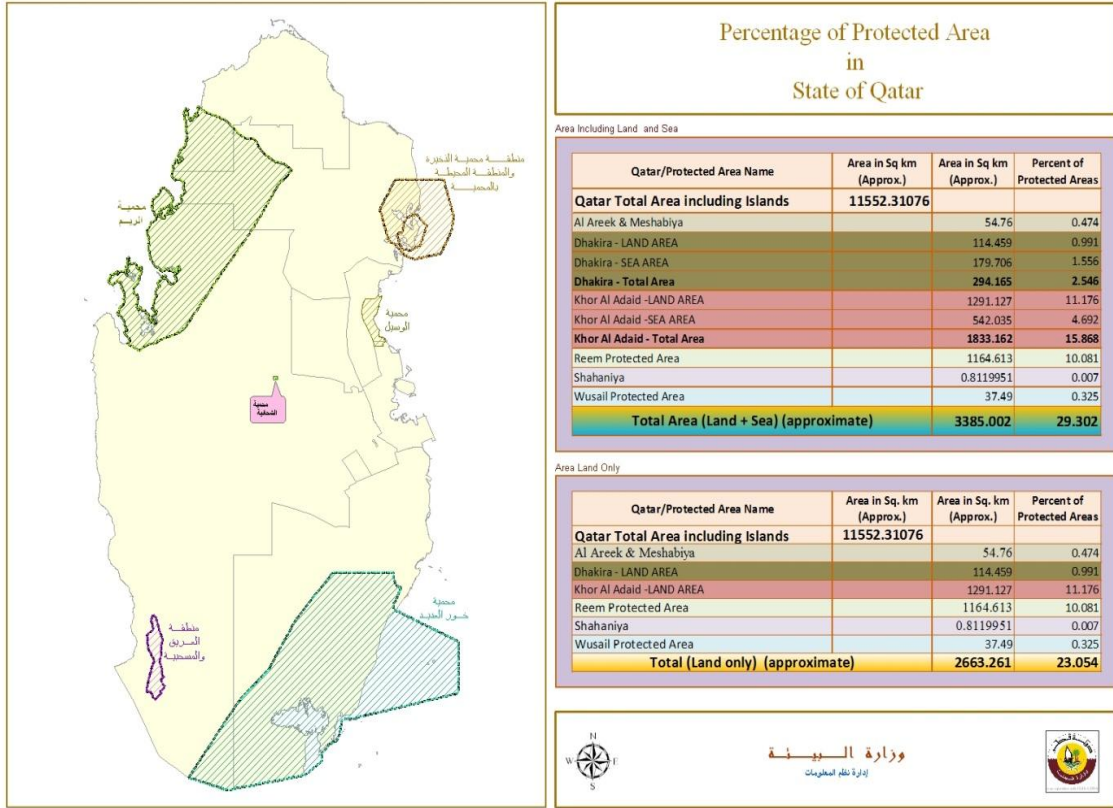 منطقة محمية الذخيرة
والمنطقة المحيطة
بالمحمية
محمية
الريم
محمية
الوسيل
محمية
الشحانية
محمية
خور العديد
منطقة
العريق
والمسحبية
Percentage of Protected Area
in
State of Qatar
Area Including Land and Sea
Qatar/Protected Area Name Area in Sq km (Approx.) Area in Sq km (Approx.) Percent of Protected Areas
Qatar Total Area including Islands 11552.31076
Al Areek & Meshabiya 54.76 0.474
Dhakira - LAND AREA 114.459 0.991
Dhakira - SEA AREA 179.706 1.556
Dhakira - Total Area 294.165 2.546
Khor Al Adaid -LAND AREA 1291.127 11.176
Khor Al Adaid -SEA AREA 542.035 4.692
Khor Al Adaid - Total Area 1833.162 15.868
Reem Protected Area 1164.613 10.081
Shahaniya 0.8119951 0.007
Wusail Protected Area 37.49 0.325
Total Area (Land + Sea) (approximate) 3385.002 29.302
Area Land Only
Qatar/Protected Area Name Area in Sq. km (Approx.) Area in Sq. km (Approx.) Percent of Protected Areas
Qatar Total Area including Islands 11552.31076
Al Areek & Meshabiya 54.76 0.474
Dhakira - LAND AREA 114.459 0.991
Khor Al Adaid -LAND AREA 1291.127 11.176
Reem Protected Area 1164.613 10.081
Shahaniya 0.8119951 0.007
Wusail Protected Area 37.49 0.325
Total (Land only) (approximate) 2663.261 23.054
N
W E
S
وزارة البيئة
إدارة نظم المعلومات